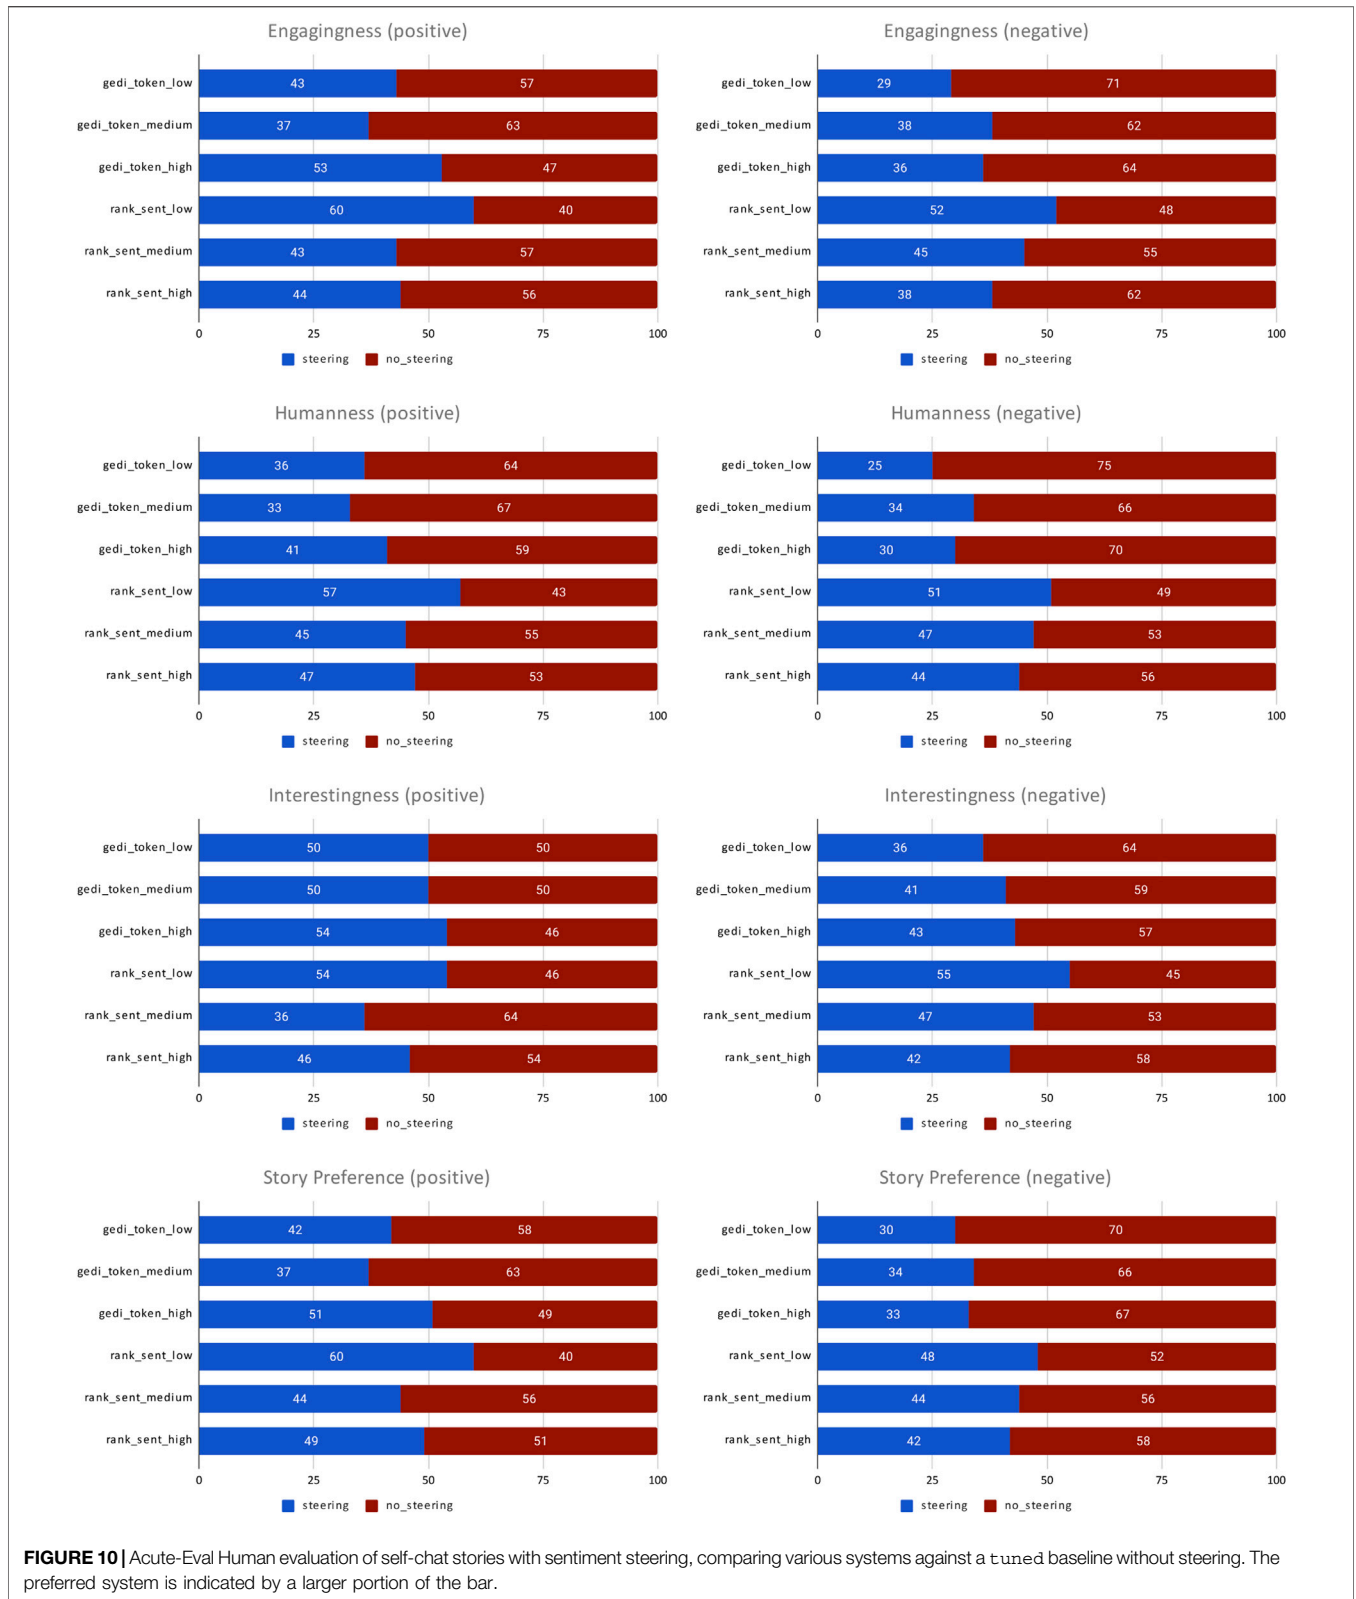 Engagingness (positive)
gedi_token_low 43 57
gedi_token_medium 37 63
gedi_token_high 53 47
rank_sent_low 60 40
rank_sent_medium 43 57
rank_sent_high 44 56
0 25 50 75 100
steering no_steering
Engagingness (negative)
gedi_token_low 29 71
gedi_token_medium 38 62
gedi_token_high 36 64
rank_sent_low 52 48
rank_sent_medium 45 55
rank_sent_high 38 62
0 25 50 75 100
steering no_steering
Humanness (positive)
gedi_token_low 36 64
gedi_token_medium 33 67
gedi_token_high 41 59
rank_sent_low 57 43
rank_sent_medium 45 55
rank_sent_high 47 53
0 25 50 75 100
steering no_steering
Humanness (negative)
gedi_token_low 25 75
gedi_token_medium 34 66
gedi_token_high 30 70
rank_sent_low 51 49
rank_sent_medium 47 53
rank_sent_high 44 56
0 25 50 75 100
steering no_steering
Interestingness (positive)
gedi_token_low 50 50
gedi_token_medium 50 50
gedi_token_high 54 46
rank_sent_low 54 46
rank_sent_medium 36 64
rank_sent_high 46 54
0 25 50 75 100
steering no_steering
Interestingness (negative)
gedi_token_low 36 64
gedi_token_medium 41 59
gedi_token_high 43 57
rank_sent_low 55 45
rank_sent_medium 47 53
rank_sent_high 42 58
0 25 50 75 100
steering no_steering
Story Preference (positive)
gedi_token_low 42 58
gedi_token_medium 37 63
gedi_token_high 51 49
rank_sent_low 60 40
rank_sent_medium 44 56
rank_sent_high 49 51
0 25 50 75 100
steering no_steering
Story Preference (negative)
gedi_token_low 30 70
gedi_token_medium 34 66
gedi_token_high 33 67
rank_sent_low 48 52
rank_sent_medium 44 56
rank_sent_high 42 58
0 25 50 75 100
steering no_steering
FIGURE 10 | Acute-Eval Human evaluation of self-chat stories with sentiment steering, comparing various systems against a tuned baseline without steering. The
preferred system is indicated by a larger portion of the bar.